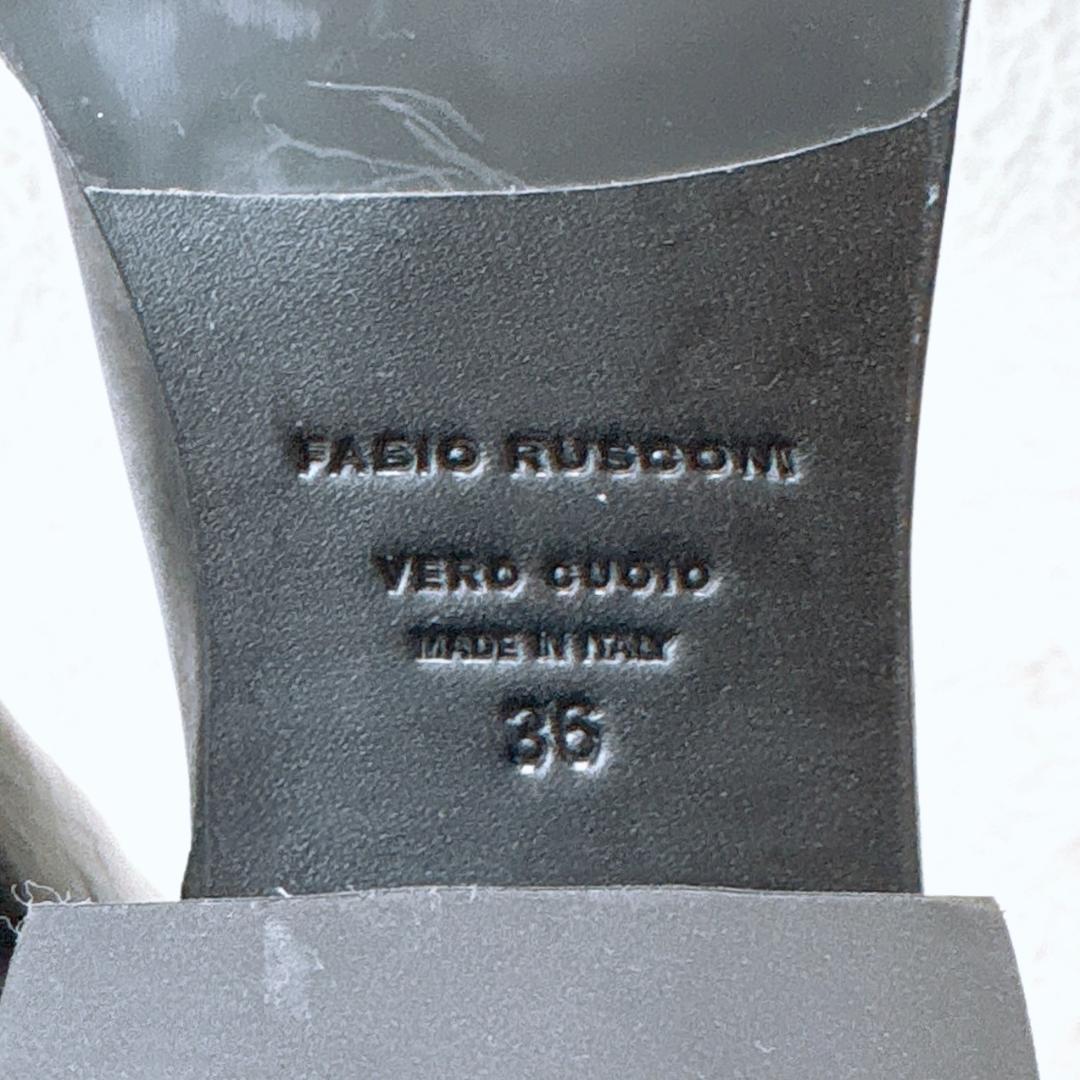 FABIO RUSCONI
VERO CUOIO
MADE IN ITALY
36